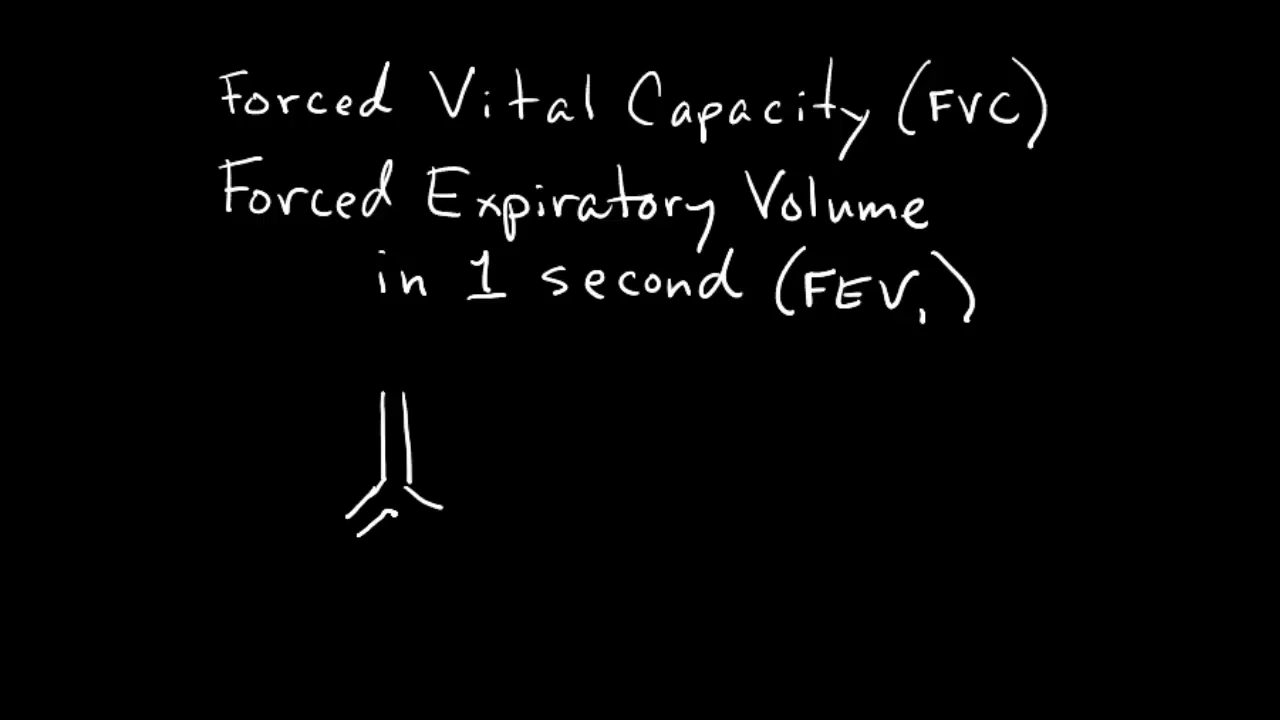 Forced Vital Capacity (FVC)
Forced Expiratory Volume
in 1 second (FEV₁)